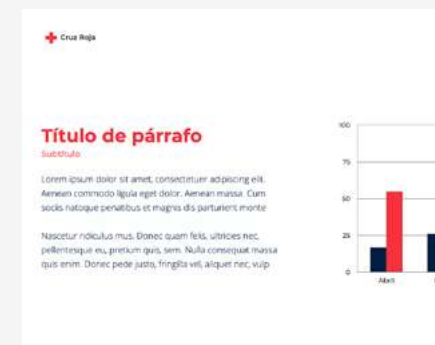 Cruz Roja
Título de párrafo
Subtítulo
Lorem ipsum dolor sit amet, consectetuer adipiscing elit.
Aenean commodo ligula eget dolor. Aenean massa. Cum
sociis natoque penatibus et magnis dis parturient monte
Nascetur ridiculus mus. Donec quam felis, ultricies nec,
pellentesque eu, pretium quis, sem. Nulla consequat massa
quis enim. Donec pede justo, fringilla vel, aliquet nec, vulp
100
75
50
25
0
Abril